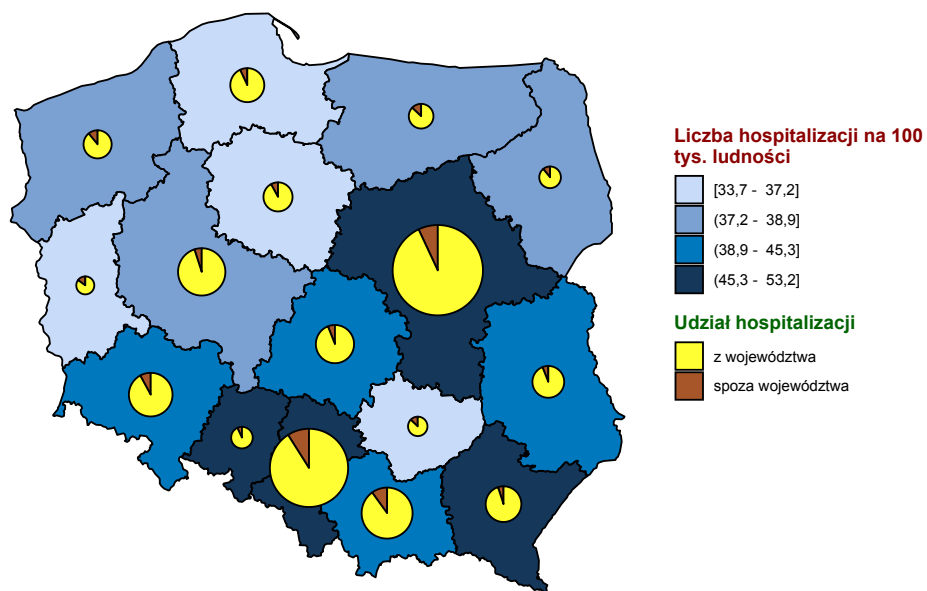 Liczba hospitalizacji na 100
tys. ludności
[33,7 - 37,2]
(37,2 - 38,9]
(38,9 - 45,3]
(45,3 - 53,2]
Udział hospitalizacji
z województwa
spoza województwa